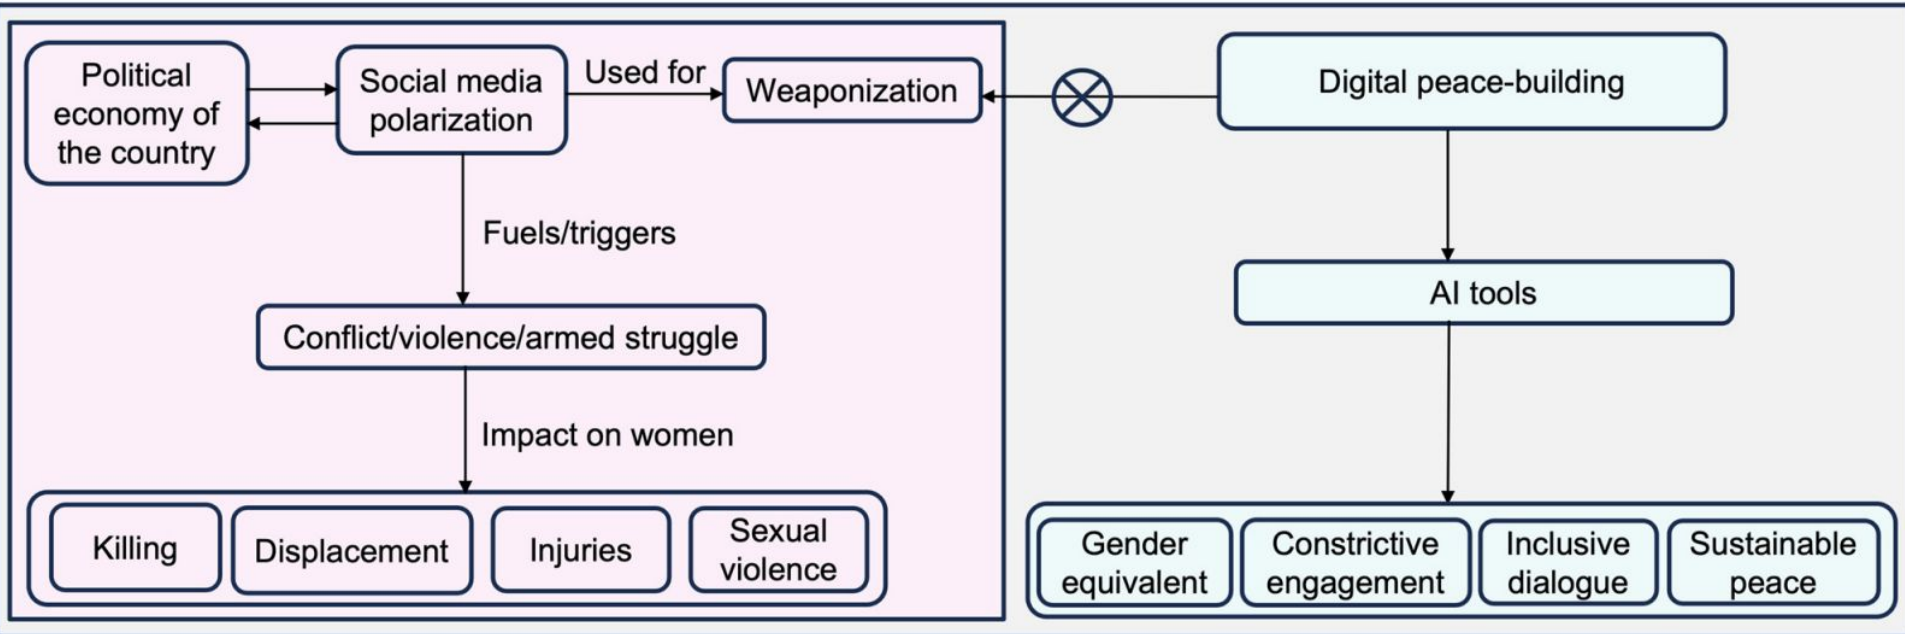 Political
economy of
the country
Social media
polarization
Used for
Weaponization
Digital peace-building
Fuels/triggers
AI tools
Conflict/violence/armed struggle
Impact on women
Killing
Displacement
Injuries
Sexual
violence
Gender
equivalent
Constrictive
engagement
Inclusive
dialogue
Sustainable
peace